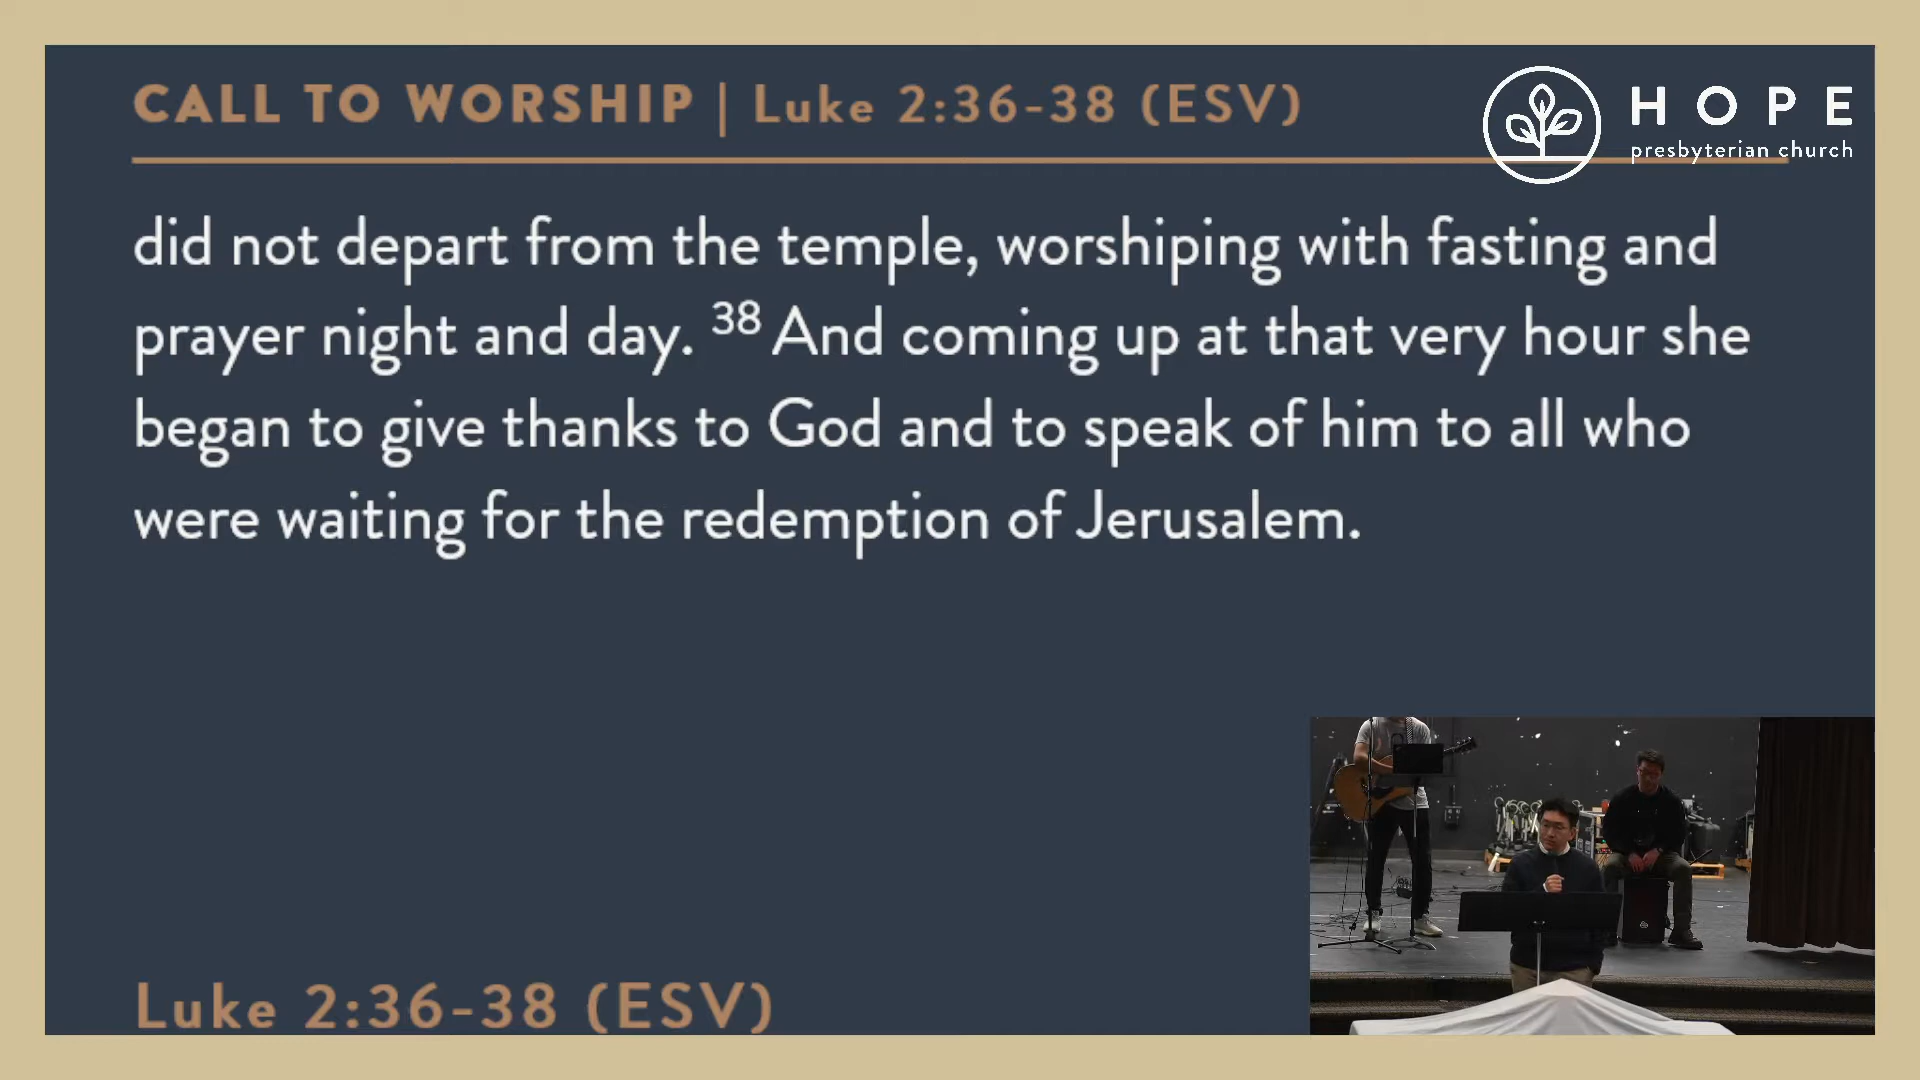 CALL TO WORSHIP | Luke 2:36-38 (ESV)
HOPE
presbyterian church
did not depart from the temple, worshiping with fasting and
prayer night and day. ³⁸ And coming up at that very hour she
began to give thanks to God and to speak of him to all who
were waiting for the redemption of Jerusalem.
Luke 2:36-38 (ESV)